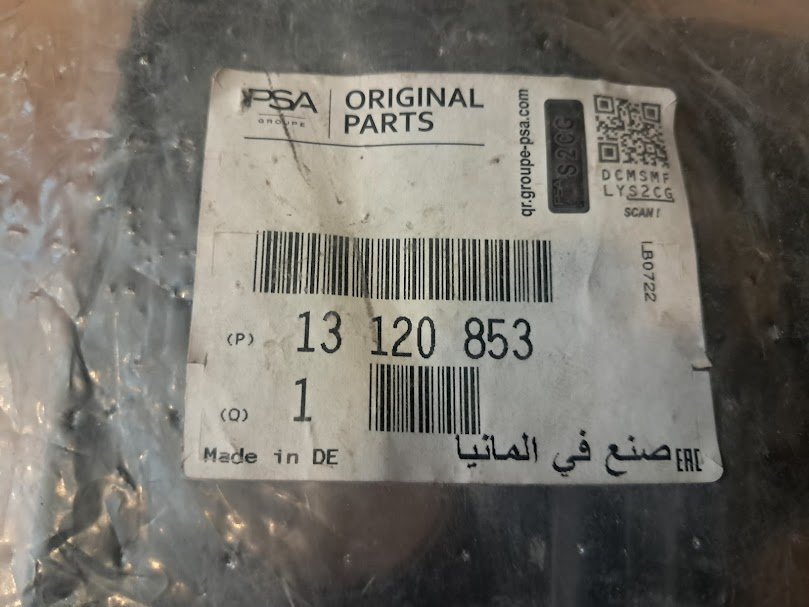 PSA
GROUPE
ORIGINAL
PARTS
qr.groupe-psa.com
S2CG
DCMSMF
LYS2CG
SCAN!
LB0722
(P) 13 120 853
(Q) 1
Made in DE
صنع في المانيا
EAC